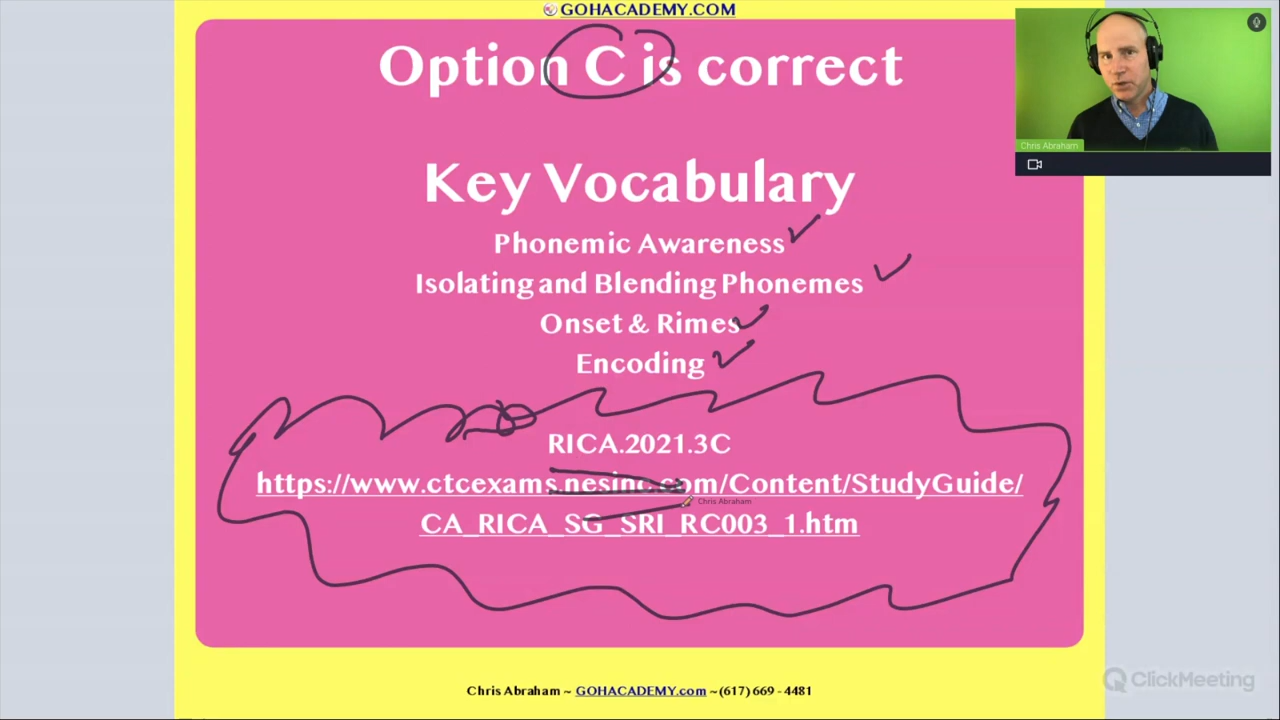 GOHACADEMY.COM
Option C is correct
Chris Abraham
Key Vocabulary
Phonemic Awareness
Isolating and Blending Phonemes
Onset & Rimes
Encoding
RICA.2021.3C
https://www.ctcexams.nesinc.com/Content/StudyGuide/
Chris Abraham
CA_RICA_SG_SRI_RC003_1.htm
ClickMeeting
Chris Abraham ~ GOHACADEMY.com ~(617) 669 - 4481